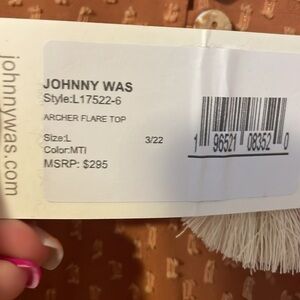 johnnywas.com
JOHNNY WAS
Style:L17522-6
ARCHER FLARE TOP
Size:L 3/22
Color:MTI
MSRP: $295
1 96521 08352 0